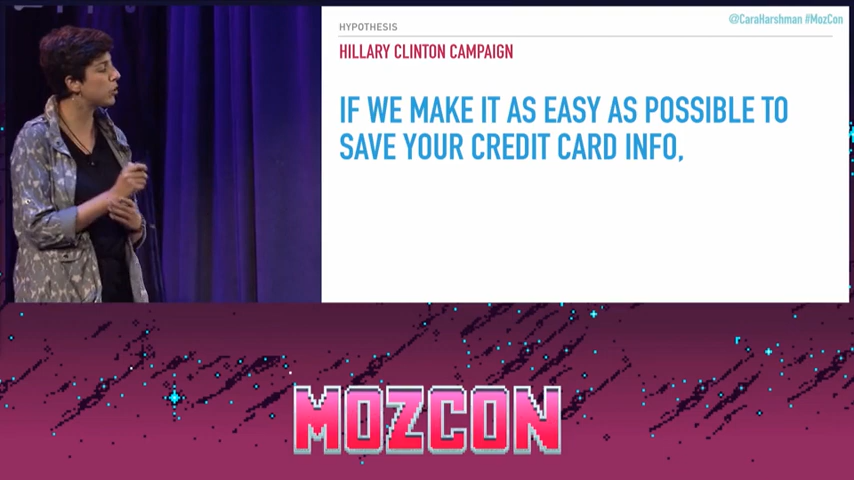 @CaraHarshman #MozCon
HYPOTHESIS
HILLARY CLINTON CAMPAIGN
IF WE MAKE IT AS EASY AS POSSIBLE TO
SAVE YOUR CREDIT CARD INFO,
MOZCON